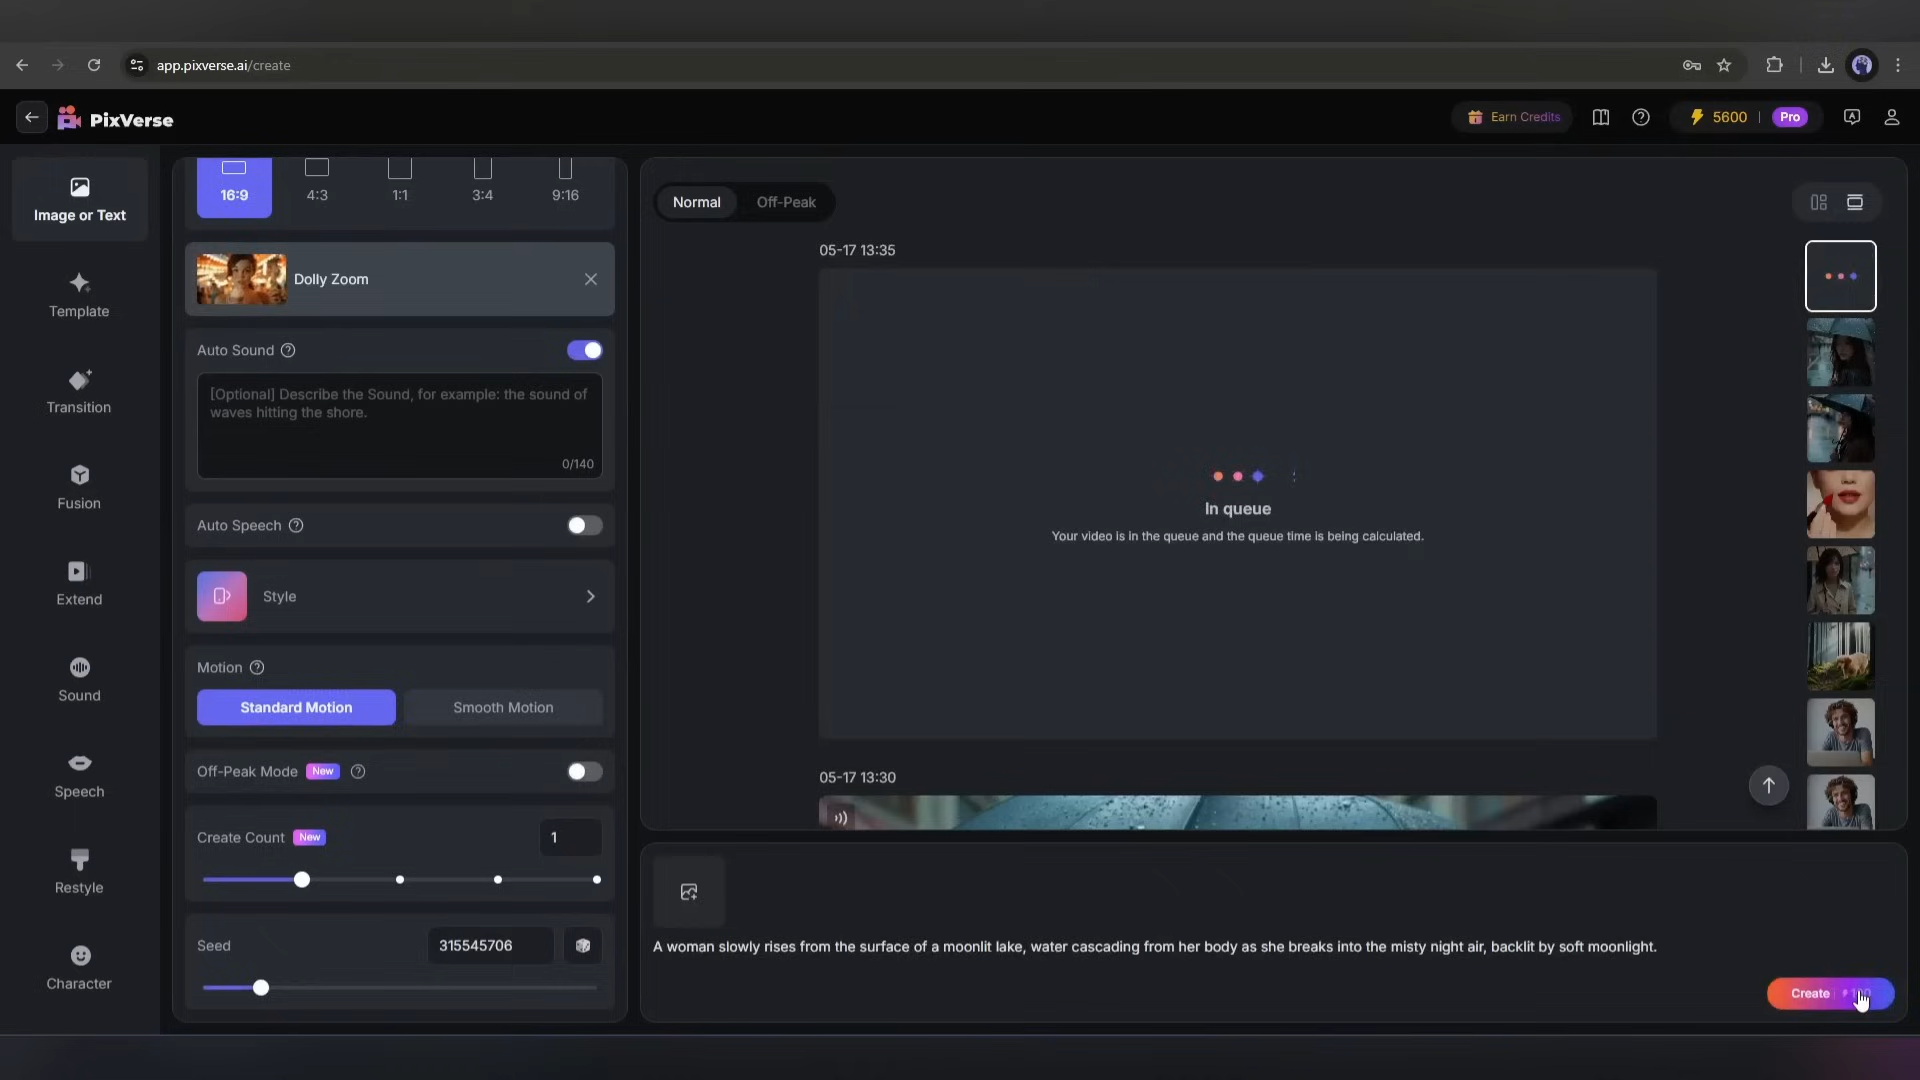 app.pixverse.ai/create
PixVerse
Earn Credits
5600
Pro
Image or Text
Template
Transition
Fusion
Extend
Sound
Speech
Restyle
Character
16:9
4:3
1:1
3:4
9:16
Dolly Zoom
Auto Sound
[Optional] Describe the Sound, for example: the sound of
waves hitting the shore.
0/140
Auto Speech
Style
Motion
Standard Motion
Smooth Motion
Off-Peak Mode
New
Create Count
New
1
Seed
315545706
Normal
Off-Peak
05-17 13:35
In queue
Your video is in the queue and the queue time is being calculated.
05-17 13:30
A woman slowly rises from the surface of a moonlit lake, water cascading from her body as she breaks into the misty night air, backlit by soft moonlight.
Create